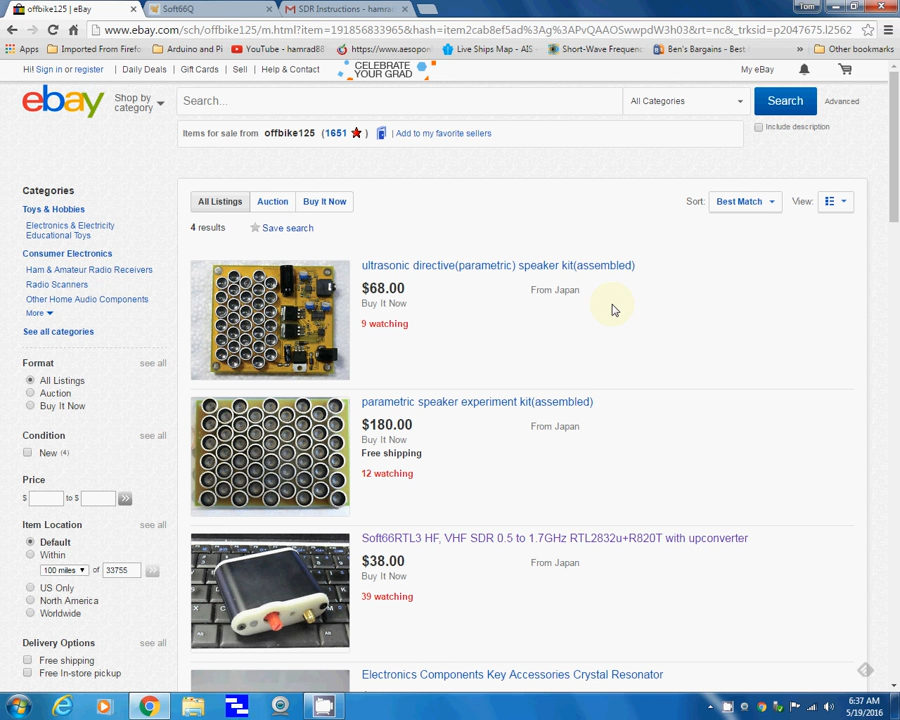 offbike125 | eBay
Soft66Q
SDR Instructions - hamrad
Tom
www.ebay.com/sch/offbike125/m.html?item=191856833965&hash=item2cab8ef5ad%3Ag%3APvQAAOSwwpdW3h03&rt=nc&_trksid=p2047675.l2562
Apps
Imported From Firefo
Arduino and Pi
YouTube - hamrad88
https://www.aesopon
Live Ships Map - AIS -
Short-Wave Frequenc
Ben's Bargains - Best
»
Other bookmarks
Hi! Sign in or register
Daily Deals
Gift Cards
Sell
Help & Contact
CELEBRATE
YOUR GRAD
My eBay
ebay
Shop by
category
Search...
All Categories
Search
Advanced
Include description
Items for sale from offbike125 (1651 ) | Add to my favorite sellers
Categories
Toys & Hobbies
Electronics & Electricity
Educational Toys
Consumer Electronics
Ham & Amateur Radio Receivers
Radio Scanners
Other Home Audio Components
More
See all categories
Format
see all
All Listings
Auction
Buy It Now
Condition
see all
New (4)
Price
$ to $ »
Item Location
see all
Default
Within
100 miles of 33755 »
US Only
North America
Worldwide
Delivery Options
see all
Free shipping
Free In-store pickup
All Listings
Auction
Buy It Now
Sort: Best Match
View:
4 results
Save search
ultrasonic directive(parametric) speaker kit(assembled)
$68.00
From Japan
Buy It Now
9 watching
parametric speaker experiment kit(assembled)
$180.00
From Japan
Buy It Now
Free shipping
12 watching
Soft66RTL3 HF, VHF SDR 0.5 to 1.7GHz RTL2832u+R820T with upconverter
$38.00
From Japan
Buy It Now
39 watching
Electronics Components Key Accessories Crystal Resonator
6:37 AM
5/19/2016